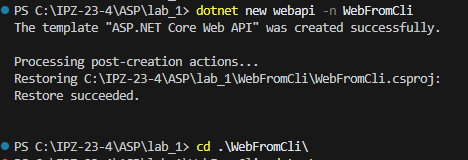 PS C:\IPZ-23-4\ASP\lab_1> dotnet new webapi -n WebFromCli
The template "ASP.NET Core Web API" was created successfully.
Processing post-creation actions...
Restoring C:\IPZ-23-4\ASP\lab_1\WebFromCli\WebFromCli.csproj:
Restore succeeded.
PS C:\IPZ-23-4\ASP\lab_1> cd .\WebFromCli\